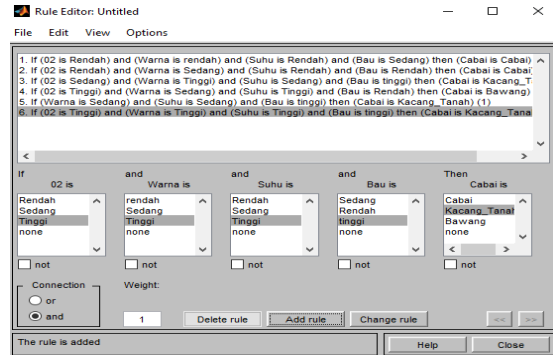 Rule Editor: Untitled
File Edit View Options
1. If (02 is Rendah) and (Warna is rendah) and (Suhu is Rendah) and (Bau is Sedang) then (Cabai is Cabai)
2. If (02 is Rendah) and (Warna is Sedang) and (Suhu is Rendah) and (Bau is Rendah) then (Cabai is Cabai)
3. If (02 is Sedang) and (Warna is Tinggi) and (Suhu is Sedang) and (Bau is Sedang) then (Cabai is Kacang_T
4. If (02 is Tinggi) and (Warna is Sedang) and (Suhu is Tinggi) and (Bau is Sedang) then (Cabai is Bawang)
5. If (Warna is Sedang) and (Suhu is Sedang) and (Bau is tinggi) then (Cabai is Kacang_Tanah) (1)
6. If (02 is Tinggi) and (Warna is Tinggi) and (Suhu is Tinggi) and (Bau is tinggi) then (Cabai is Kacang_Tana
If and and and Then
02 is Warna is Suhu is Bau is Cabai is
Rendah rendah Rendah Sedang Cabai
Sedang Sedang Sedang Rendah Kacang_Tanah
Tinggi Tinggi Tinggi tinggi Bawang
none none none none none
not not not not not
Connection Weight:
or
and 1 Delete rule Add rule Change rule << >>
The rule is added Help Close